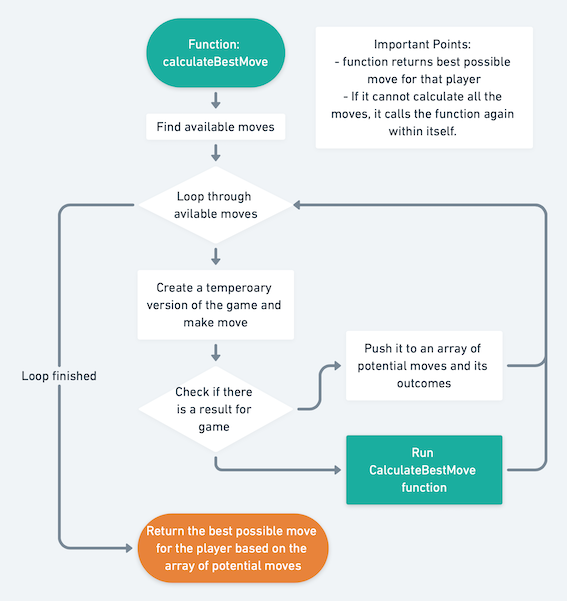 Function:
calculateBestMove
Important Points:
- function returns best possible
move for that player
- If it cannot calculate all the
moves, it calls the function again
within itself.
Find available moves
Loop through
avilable moves
Create a temperoary
version of the game and
make move
Loop finished
Check if there
is a result for
game
Push it to an array of
potential moves and its
outcomes
Run
CalculateBestMove
function
Return the best possible move
for the player based on the
array of potential moves